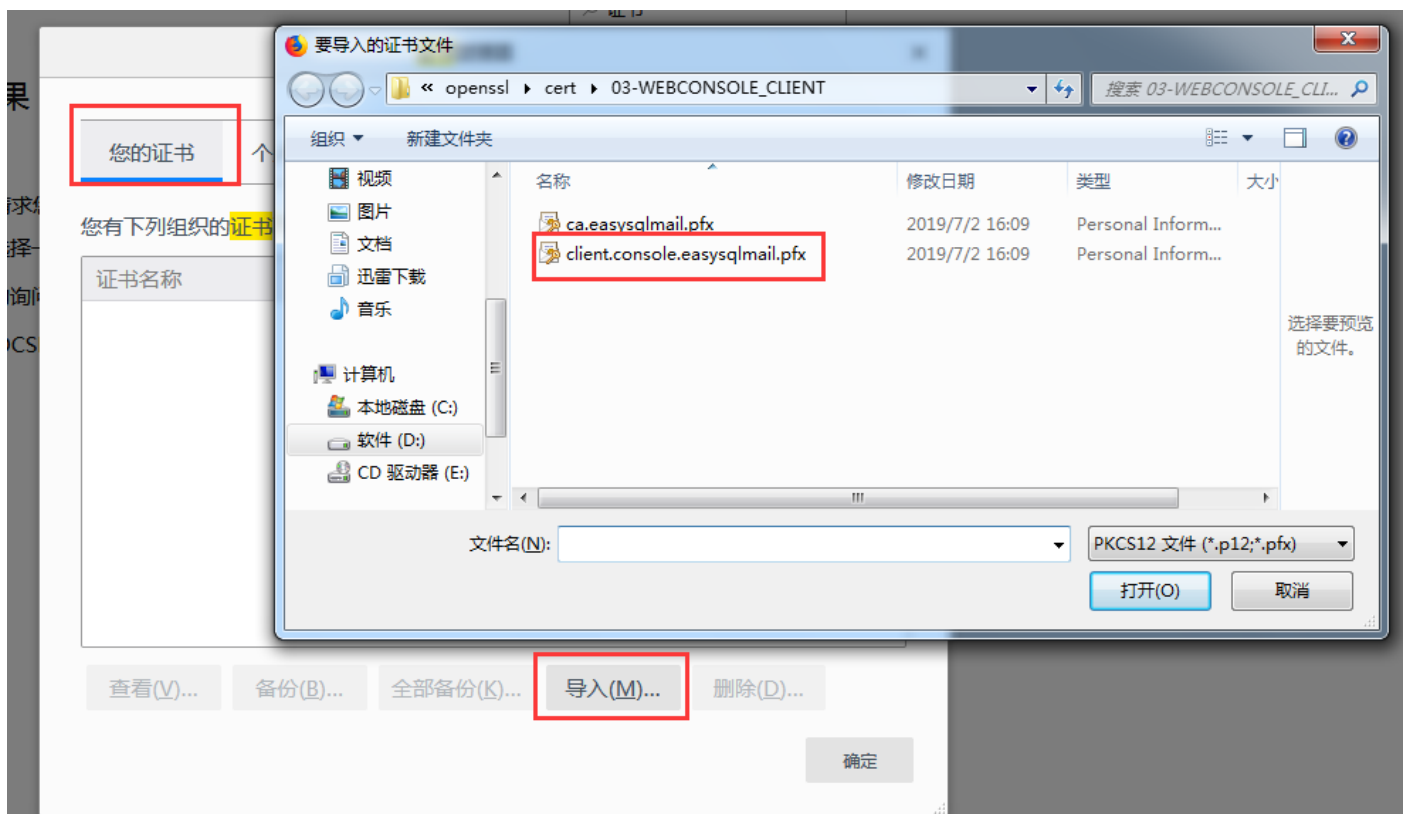 证书
要导入的证书文件
« openssl ▸ cert ▸ 03-WEBCONSOLE_CLIENT
搜索 03-WEBCONSOLE_CLI...
组织 新建文件夹
果
您的证书 个
视频
图片
文档
迅雷下载
音乐
计算机
本地磁盘 (C:)
软件 (D:)
CD 驱动器 (E:)
名称 修改日期 类型 大小
ca.easysqlmail.pfx 2019/7/2 16:09 Personal Inform...
client.console.easysqlmail.pfx 2019/7/2 16:09 Personal Inform...
选择要预览
的文件。
您有下列组织的证书
证书名称
文件名(N):
PKCS12 文件 (*.p12;*.pfx)
打开(O) 取消
查看(V)... 备份(B)... 全部备份(K)... 导入(M)... 删除(D)...
确定